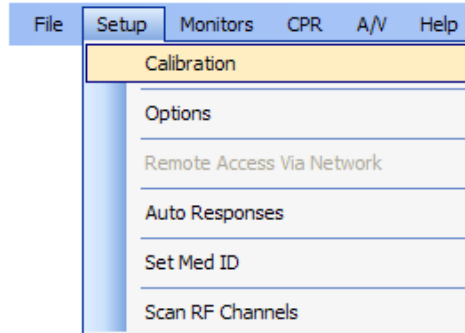 File Setup Monitors CPR A/V Help
Calibration
Options
Remote Access Via Network
Auto Responses
Set Med ID
Scan RF Channels